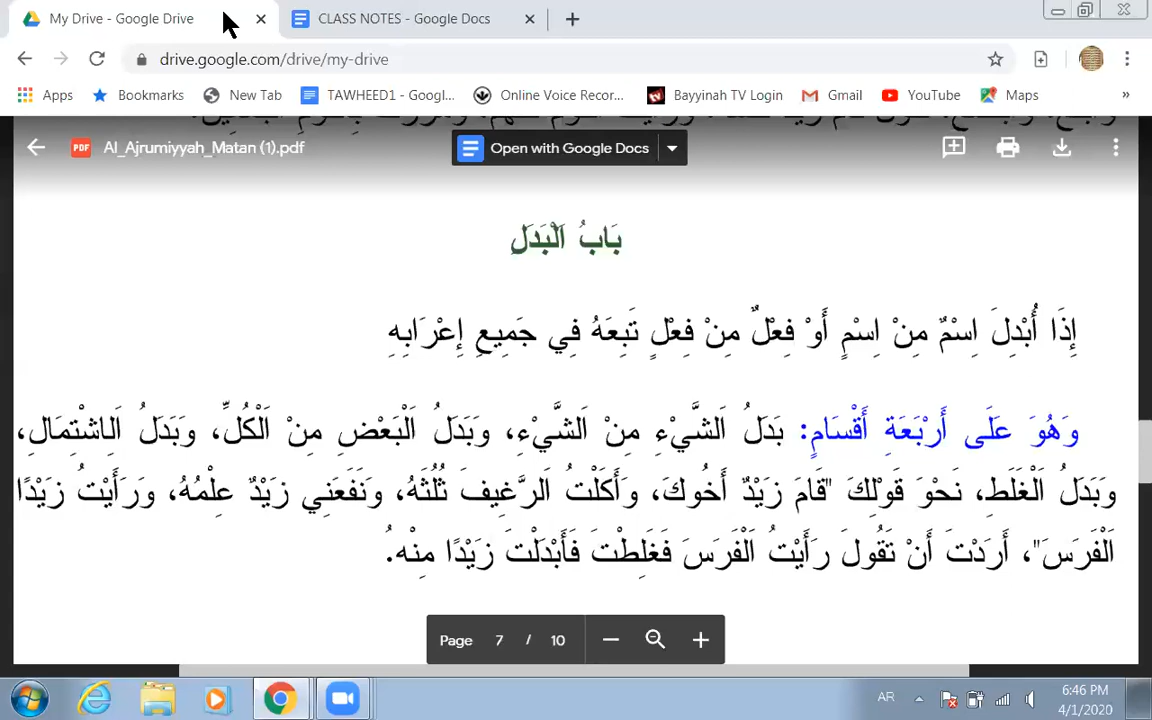 My Drive - Google Drive
CLASS NOTES - Google Docs
drive.google.com/drive/my-drive
Apps Bookmarks New Tab TAWHEED1 - Googl... Online Voice Recor... Bayyinah TV Login Gmail YouTube Maps »
Al_Ajrumiyyah_Matan (1).pdf
Open with Google Docs
بَابُ اَلْبَدَلِ
إِذَا أُبْدِلَ اِسْمٌ مِنْ اِسْمٍ أَوْ فِعْلٌ مِنْ فِعْلٍ تَبِعَهُ فِي جَمِيعِ إِعْرَابِهِ
وَهُوَ عَلَى أَرْبَعَةِ أَقْسَامٍ: بَدَلُ اَلشَّيْءِ مِنْ اَلشَّيْءِ، وَبَدَلُ اَلْبَعْضِ مِنْ اَلْكُلِّ، وَبَدَلُ اَلِاشْتِمَالِ،
وَبَدَلُ اَلْغَلَطِ، نَحْوَ قَوْلِكَ "قَامَ زَيْدٌ أَخُوكَ، وَأَكَلْتُ اَلرَّغِيفَ ثُلُثَهُ، وَنَفَعَنِي زَيْدٌ عِلْمُهُ، وَرَأَيْتُ زَيْدًا
اَلْفَرَسَ"، أَرَدْتَ أَنْ تَقُولَ رَأَيْتُ اَلْفَرَسَ فَغَلِطْتَ فَأَبْدَلْتَ زَيْدًا مِنْهُ.
Page 7 / 10
AR
6:46 PM
4/1/2020